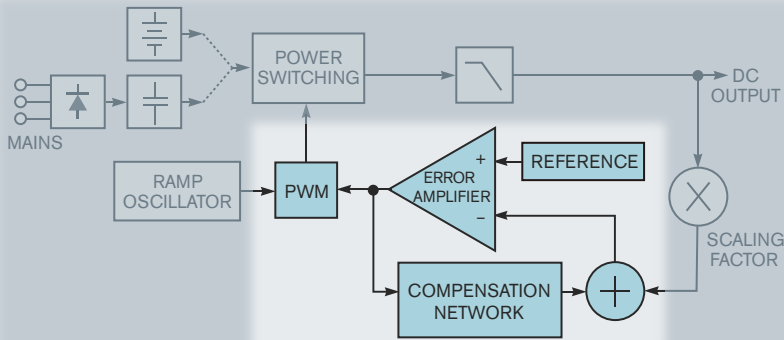 POWER
SWITCHING
DC
OUTPUT
MAINS
RAMP
OSCILLATOR
PWM
ERROR
AMPLIFIER
+
−
REFERENCE
SCALING
FACTOR
COMPENSATION
NETWORK